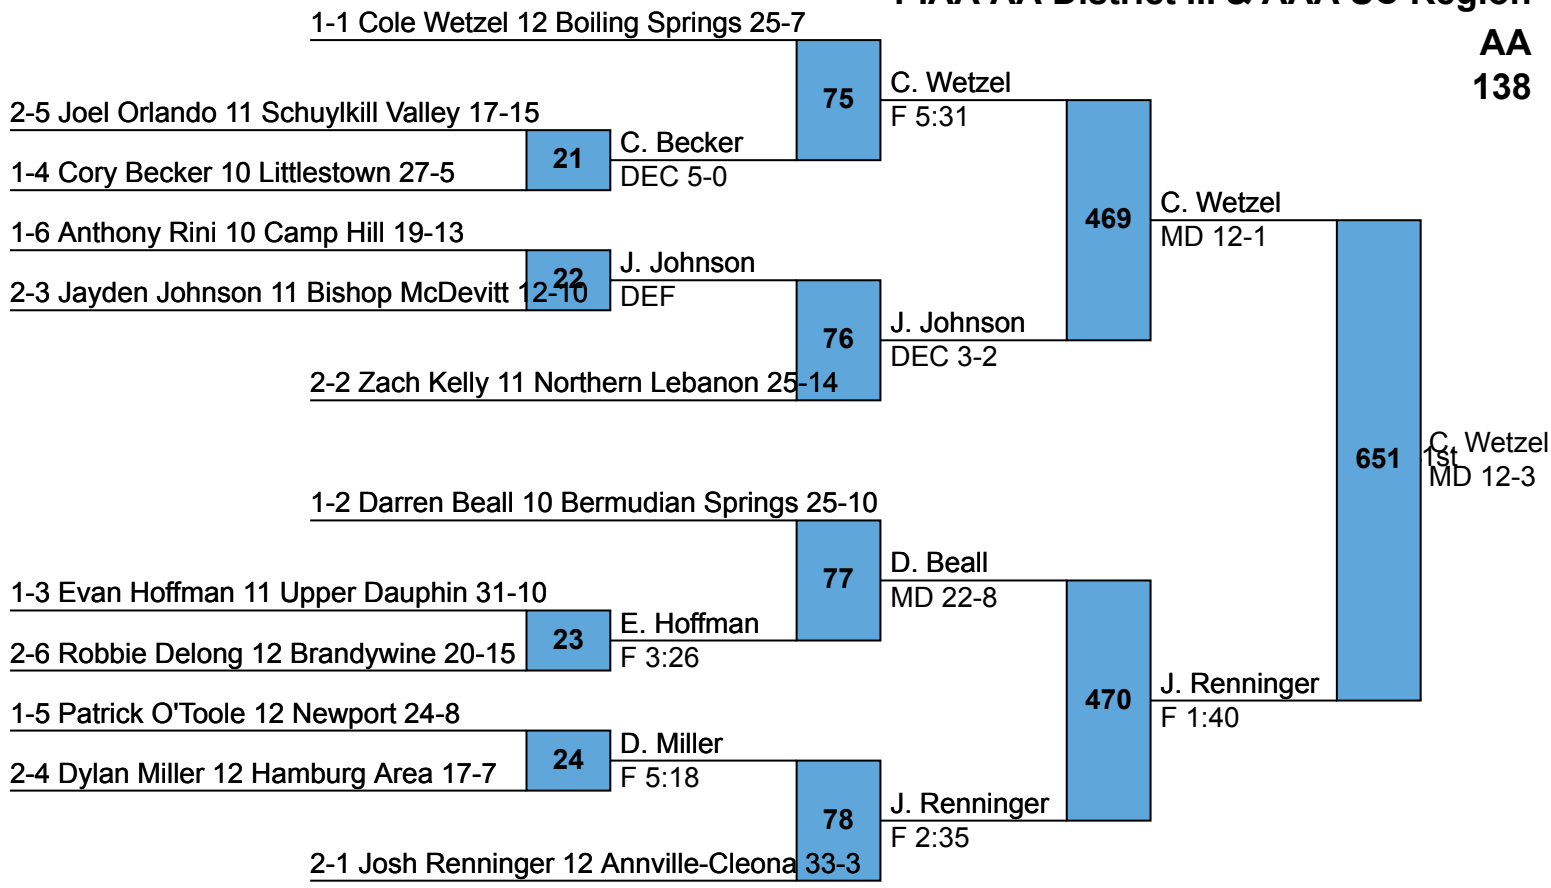 AA
138
1-1 Cole Wetzel 12 Boiling Springs 25-7
2-5 Joel Orlando 11 Schuylkill Valley 17-15
1-4 Cory Becker 10 Littlestown 27-5
1-6 Anthony Rini 10 Camp Hill 19-13
2-3 Jayden Johnson 11 Bishop McDevitt 12-10
2-2 Zach Kelly 11 Northern Lebanon 25-14
1-2 Darren Beall 10 Bermudian Springs 25-10
1-3 Evan Hoffman 11 Upper Dauphin 31-10
2-6 Robbie Delong 12 Brandywine 20-15
1-5 Patrick O'Toole 12 Newport 24-8
2-4 Dylan Miller 12 Hamburg Area 17-7
2-1 Josh Renninger 12 Annville-Cleona 33-3
21
C. Becker
DEC 5-0
22
J. Johnson
DEF
23
E. Hoffman
F 3:26
24
D. Miller
F 5:18
75
C. Wetzel
F 5:31
76
J. Johnson
DEC 3-2
77
D. Beall
MD 22-8
78
J. Renninger
F 2:35
469
C. Wetzel
MD 12-1
470
J. Renninger
F 1:40
651
C. Wetzel
1st
MD 12-3